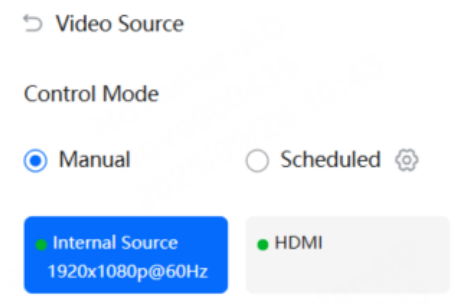 Video Source
Control Mode
Manual
Scheduled
Internal Source
1920x1080p@60Hz
HDMI